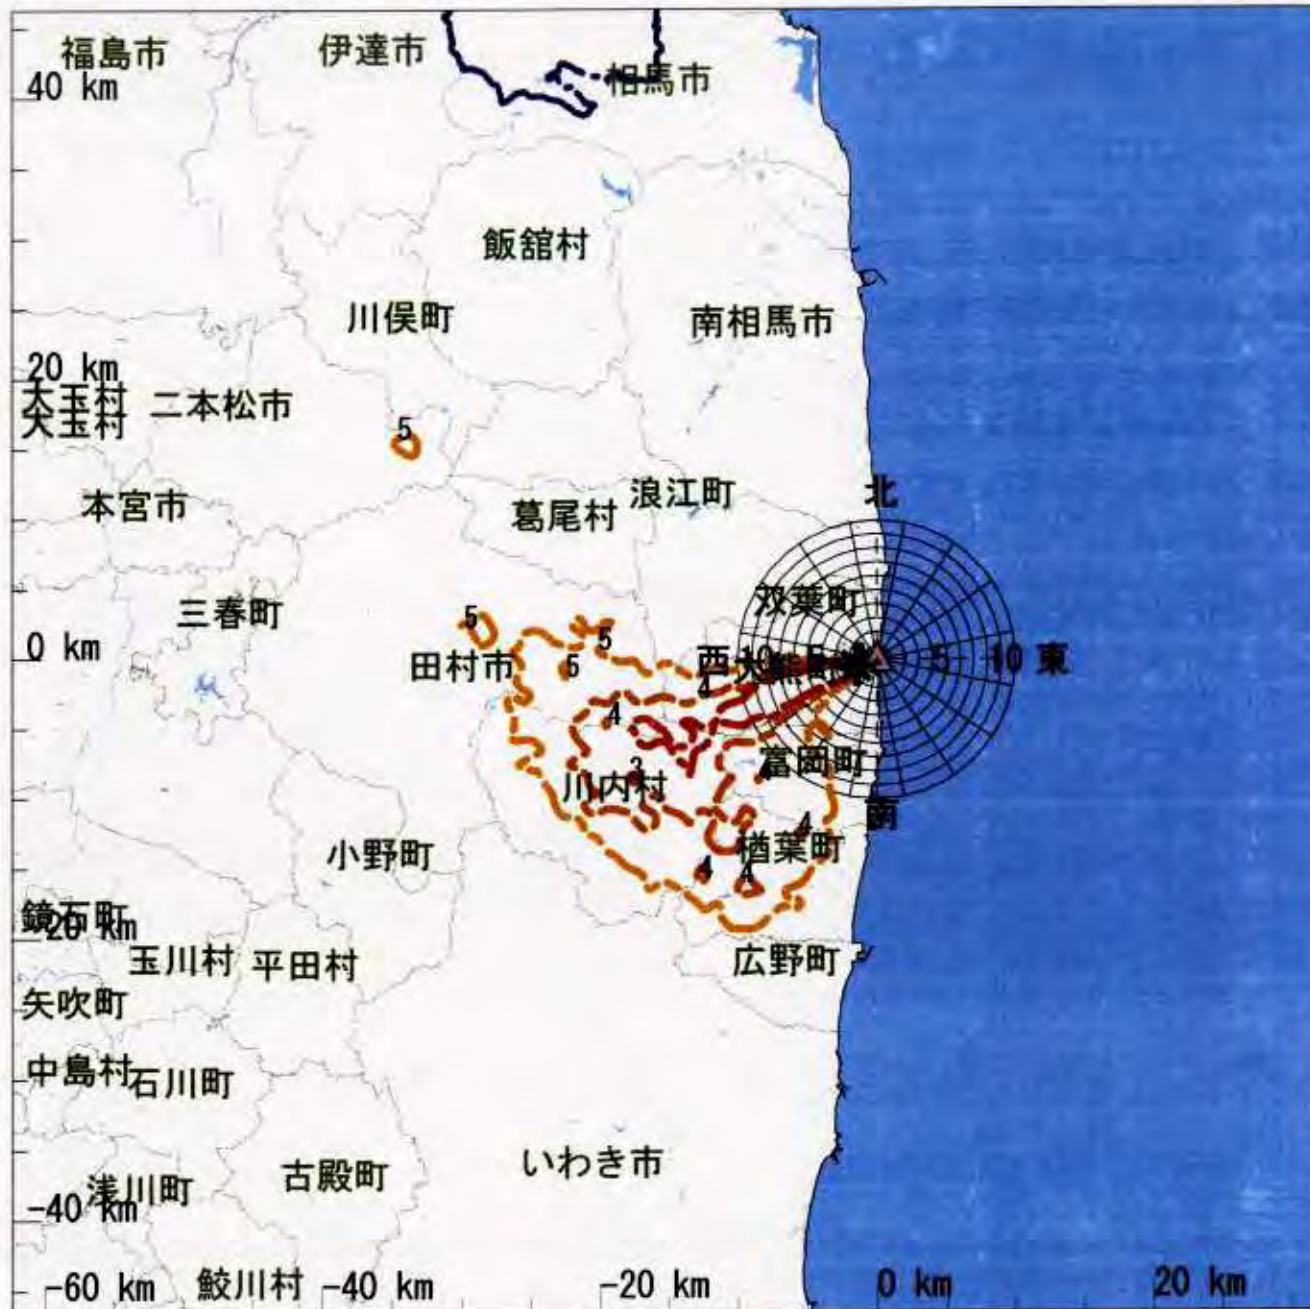 福島市
伊達市
相馬市
40 km
飯舘村
川俣町
南相馬市
20 km
大玉村
二本松市
大玉村
5
本宮市
葛尾村
浪江町
北
三春町
双葉町
5
5
0 km
田村市
5
西
10
5
5
10
東
4
4
3
川内村
富岡町
南
4
楢葉町
小野町
4
4
鏡石町
-20 km
玉川村
平田村
広野町
矢吹町
中島村
石川町
いわき市
古殿町
浅川町
-40 km
鮫川村
-60 km
-40 km
-20 km
0 km
20 km